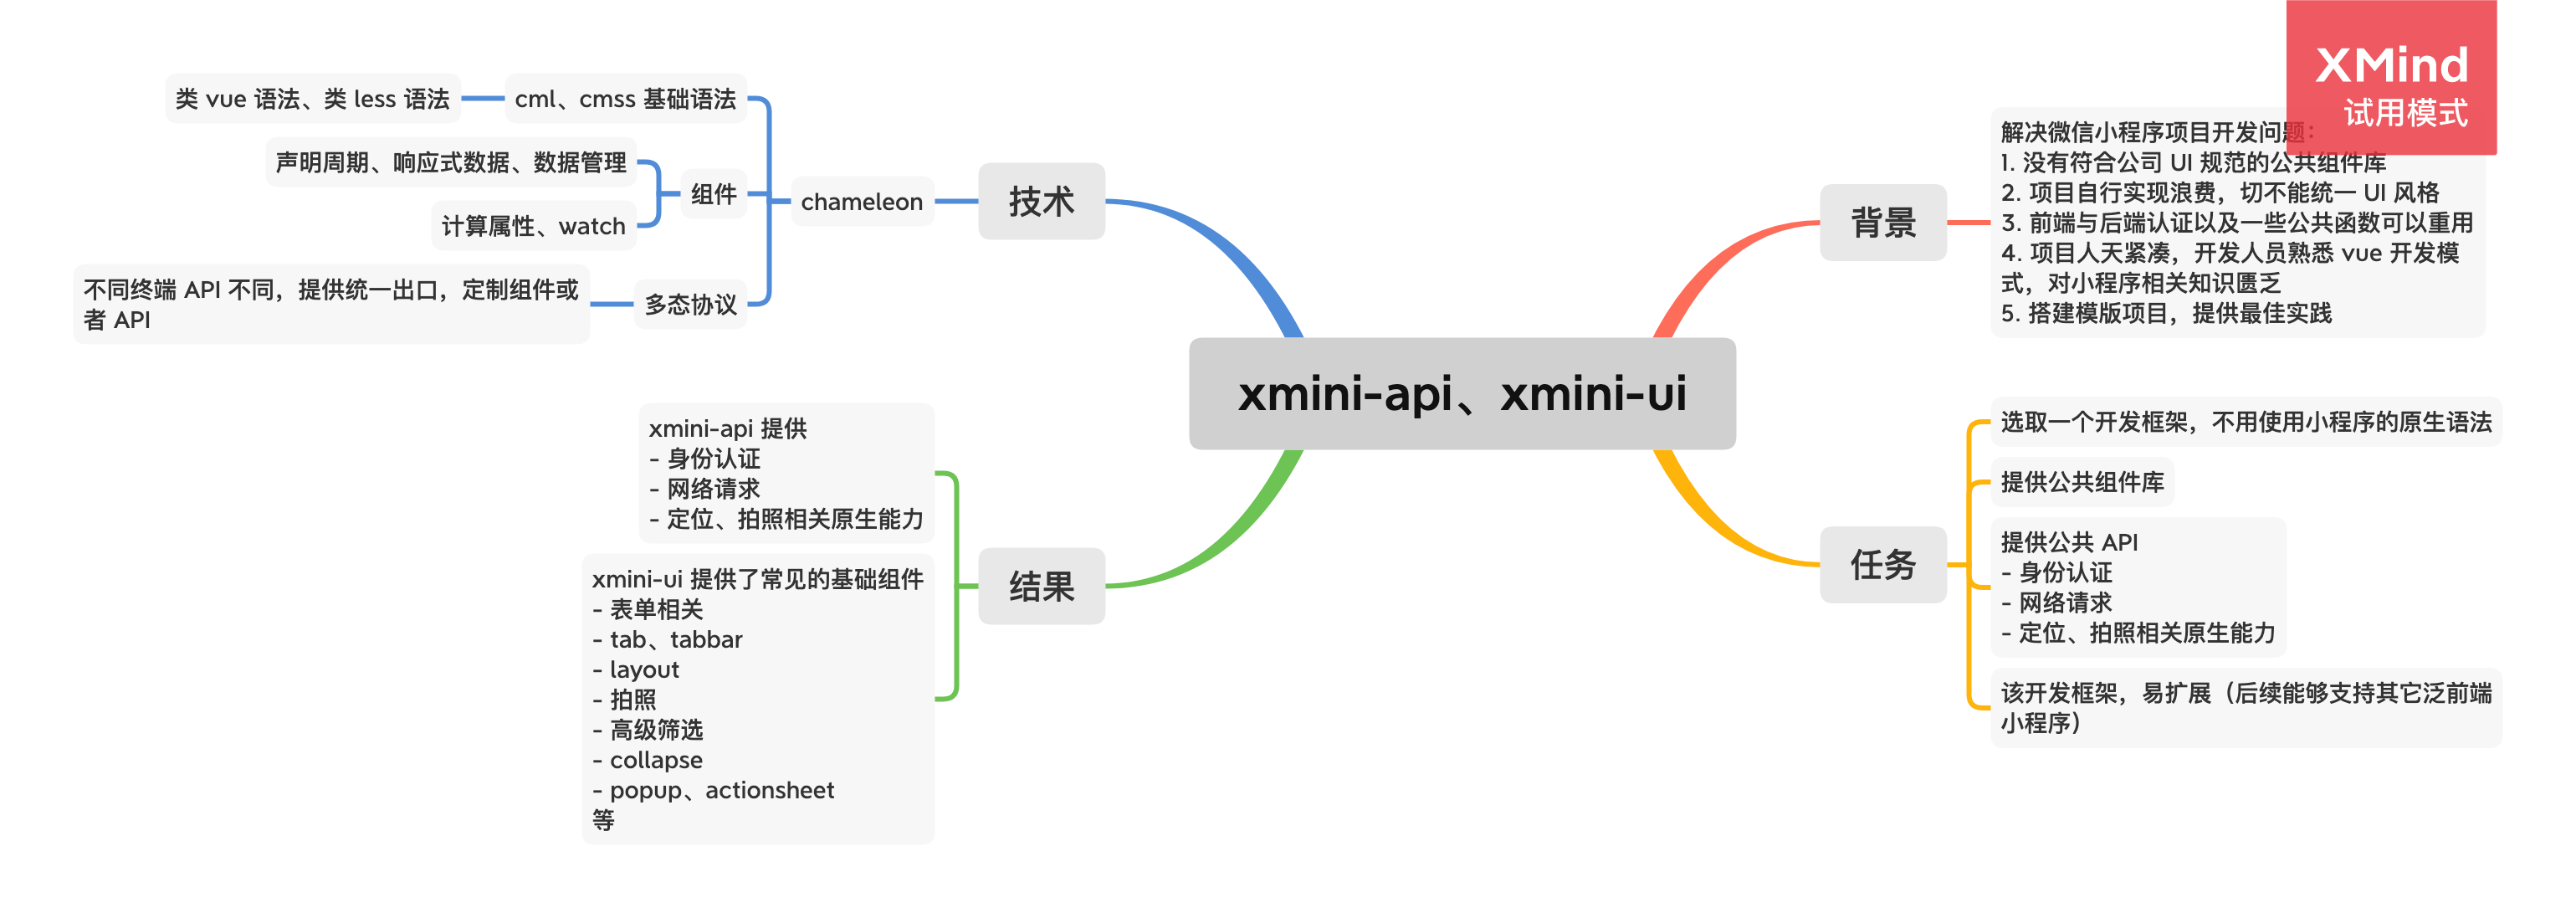 XMind
试用模式
xmini-api、xmini-ui
背景
解决微信小程序项目开发问题：
1. 没有符合公司 UI 规范的公共组件库
2. 项目自行实现浪费，切不能统一 UI 风格
3. 前端与后端认证以及一些公共函数可以重用
4. 项目人天紧凑，开发人员熟悉 vue 开发模
式，对小程序相关知识匮乏
5. 搭建模版项目，提供最佳实践
任务
选取一个开发框架，不用使用小程序的原生语法
提供公共组件库
提供公共 API
- 身份认证
- 网络请求
- 定位、拍照相关原生能力
该开发框架，易扩展（后续能够支持其它泛前端
小程序）
技术
chameleon
cml、cmss 基础语法
类 vue 语法、类 less 语法
组件
声明周期、响应式数据、数据管理
计算属性、watch
多态协议
不同终端 API 不同，提供统一出口，定制组件或
者 API
结果
xmini-api 提供
- 身份认证
- 网络请求
- 定位、拍照相关原生能力
xmini-ui 提供了常见的基础组件
- 表单相关
- tab、tabbar
- layout
- 拍照
- 高级筛选
- collapse
- popup、actionsheet
等